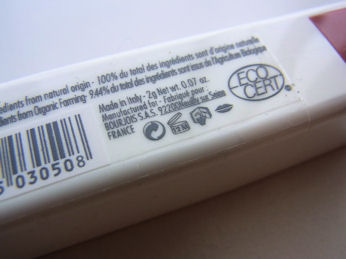 edients from natural origin - 100% du total des ingrédients sont d'origine naturelle
dients from Organic Farming 9.44% du total des ingrédients sont issus de l'Agriculture Biologique
Made in Italy - 2g Net wt 0.07 oz.
Manufactured for - Fabriqué pour
BOURJOIS S.A.S. 92200 Neuilly sur Seine
FRANCE
ECO
CERT
12 M
5 030508